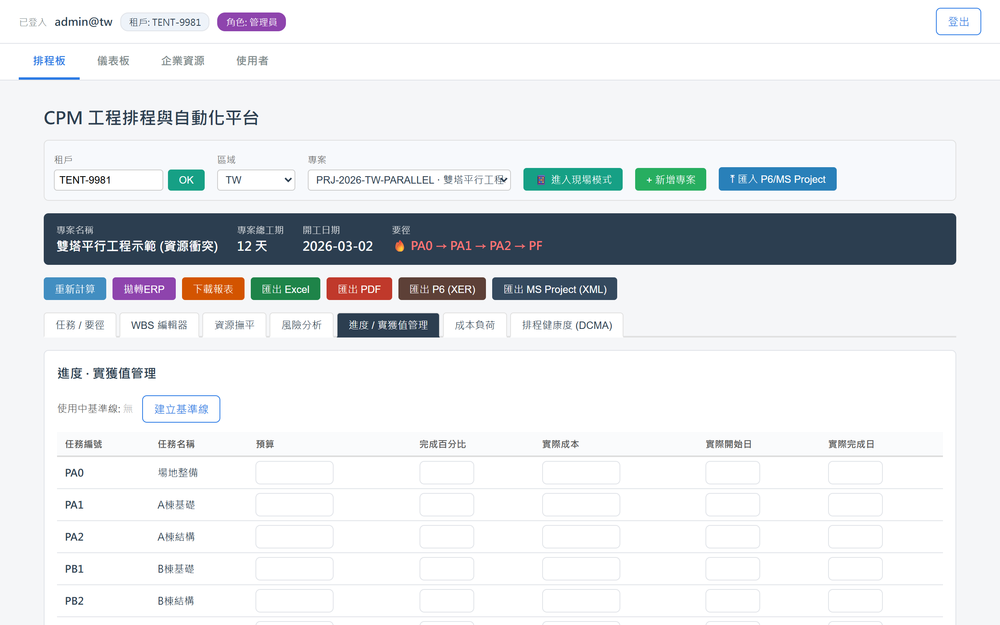 已登入 admin@tw 租戶: TENT-9981 角色: 管理員 登出
排程板 儀表板 企業資源 使用者
CPM 工程排程與自動化平台
租戶 區域 專案
TENT-9981 OK TW PRJ-2026-TW-PARALLEL · 雙塔平行工程 進入現場模式 + 新增專案 ⤒ 匯入 P6/MS Project
專案名稱 專案總工期 開工日期 要徑
雙塔平行工程示範 (資源衝突) 12 天 2026-03-02 🔥 PA0 → PA1 → PA2 → PF
重新計算 拋轉ERP 下載報表 匯出 Excel 匯出 PDF 匯出 P6 (XER) 匯出 MS Project (XML)
任務 / 要徑 WBS 編輯器 資源撫平 風險分析 進度 / 實獲值管理 成本負荷 排程健康度 (DCMA)
進度 · 實獲值管理
使用中基準線: 無 建立基準線
任務編號 任務名稱 預算 完成百分比 實際成本 實際開始日 實際完成日
PA0 場地整備
PA1 A棟基礎
PA2 A棟結構
PB1 B棟基礎
PB2 B棟結構